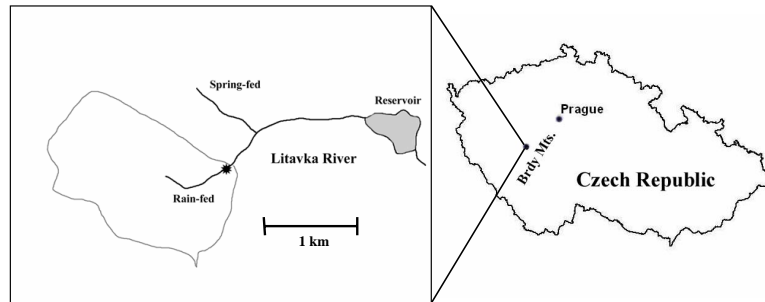 Spring-fed
Reservoir
Litavka River
Rain-fed
1 km
Prague
Brdy Mts.
Czech Republic